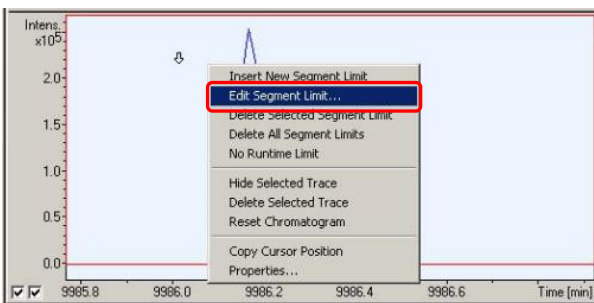 Intens.
x10⁵
2.0
1.5
1.0
0.5
0.0
Insert New Segment Limit
Edit Segment Limit...
Delete Selected Segment Limit
Delete All Segment Limits
No Runtime Limit
Hide Selected Trace
Delete Selected Trace
Reset Chromatogram
Copy Cursor Position
Properties...
9985.8 9986.0 9986.2 9986.4 9986.6 Time [min]